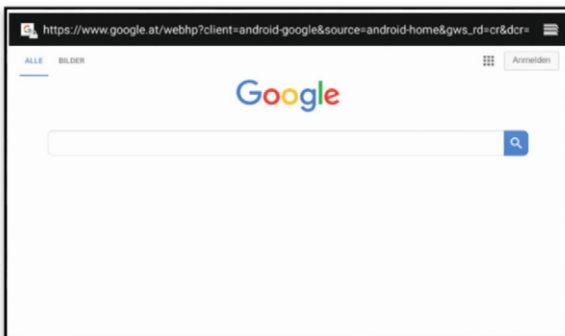 https://www.google.at/webhp?client=android-google&source=android-home&gws_rd=cr&dcr=
ALLE BILDER Anmelden
Google